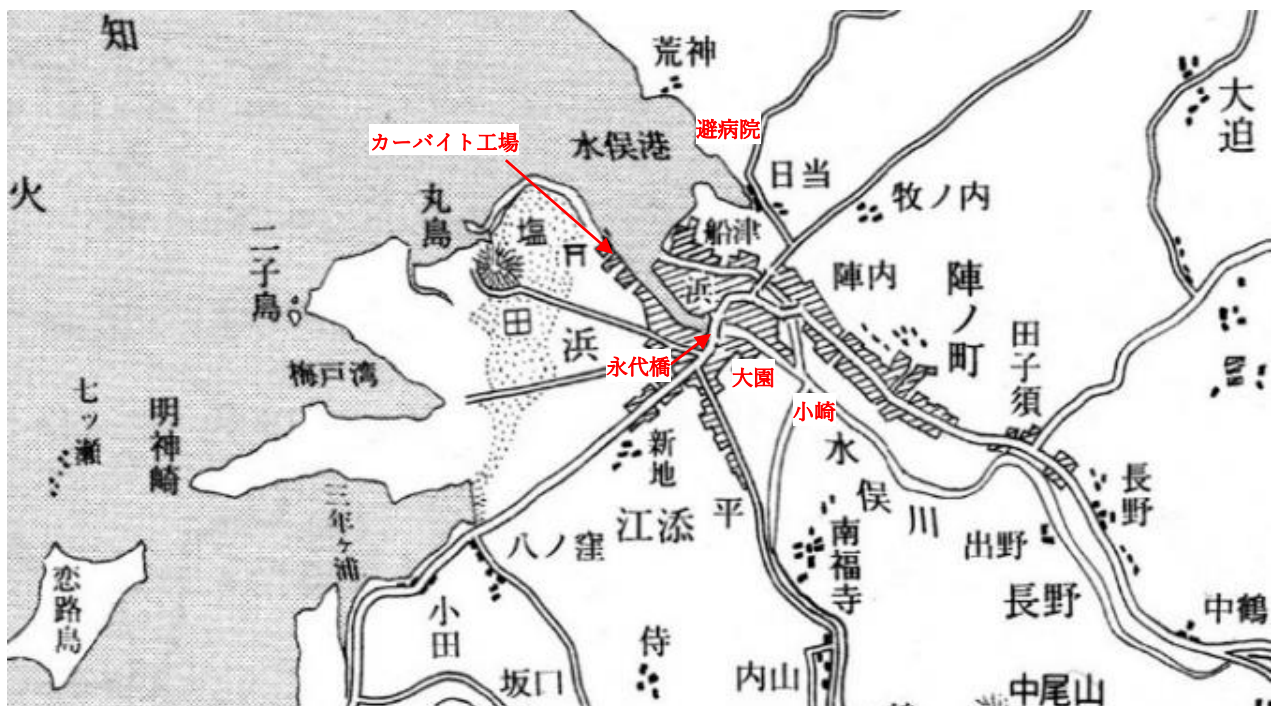 知
火
荒神
避病院
カーバイト工場
水俣港
大迫
日当
牧ノ内
丸島
塩
船津
二子島
陣内
陣ノ町
浜
田
浜
田子須
永代橋
大園
梅戸湾
小崎
七ッ瀬
明神崎
新地
水俣川
長野
平
江添
三年ヶ浦
八ノ窪
南福寺
出野
恋路島
長野
中鶴
小田
侍
坂口
内山
中尾山